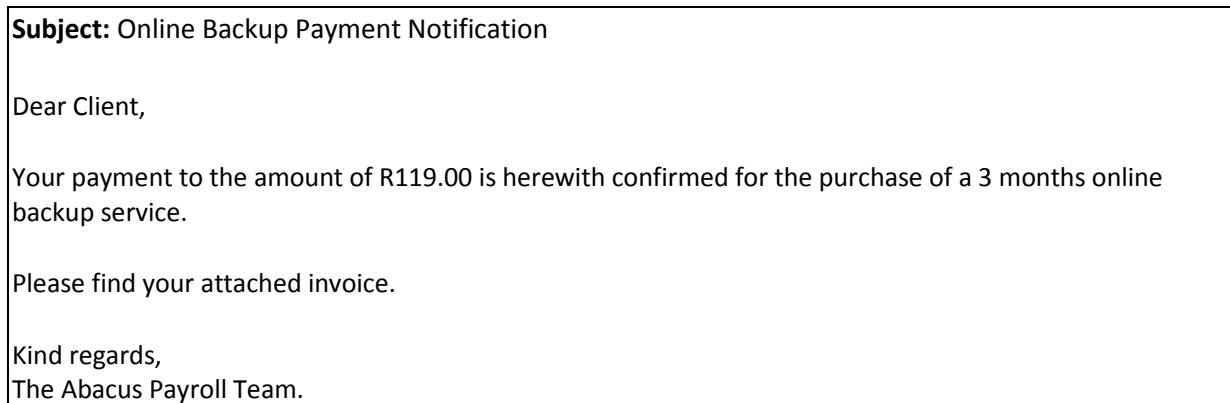 Subject: Online Backup Payment Notification
Dear Client,
Your payment to the amount of R119.00 is herewith confirmed for the purchase of a 3 months online
backup service.
Please find your attached invoice.
Kind regards,
The Abacus Payroll Team.